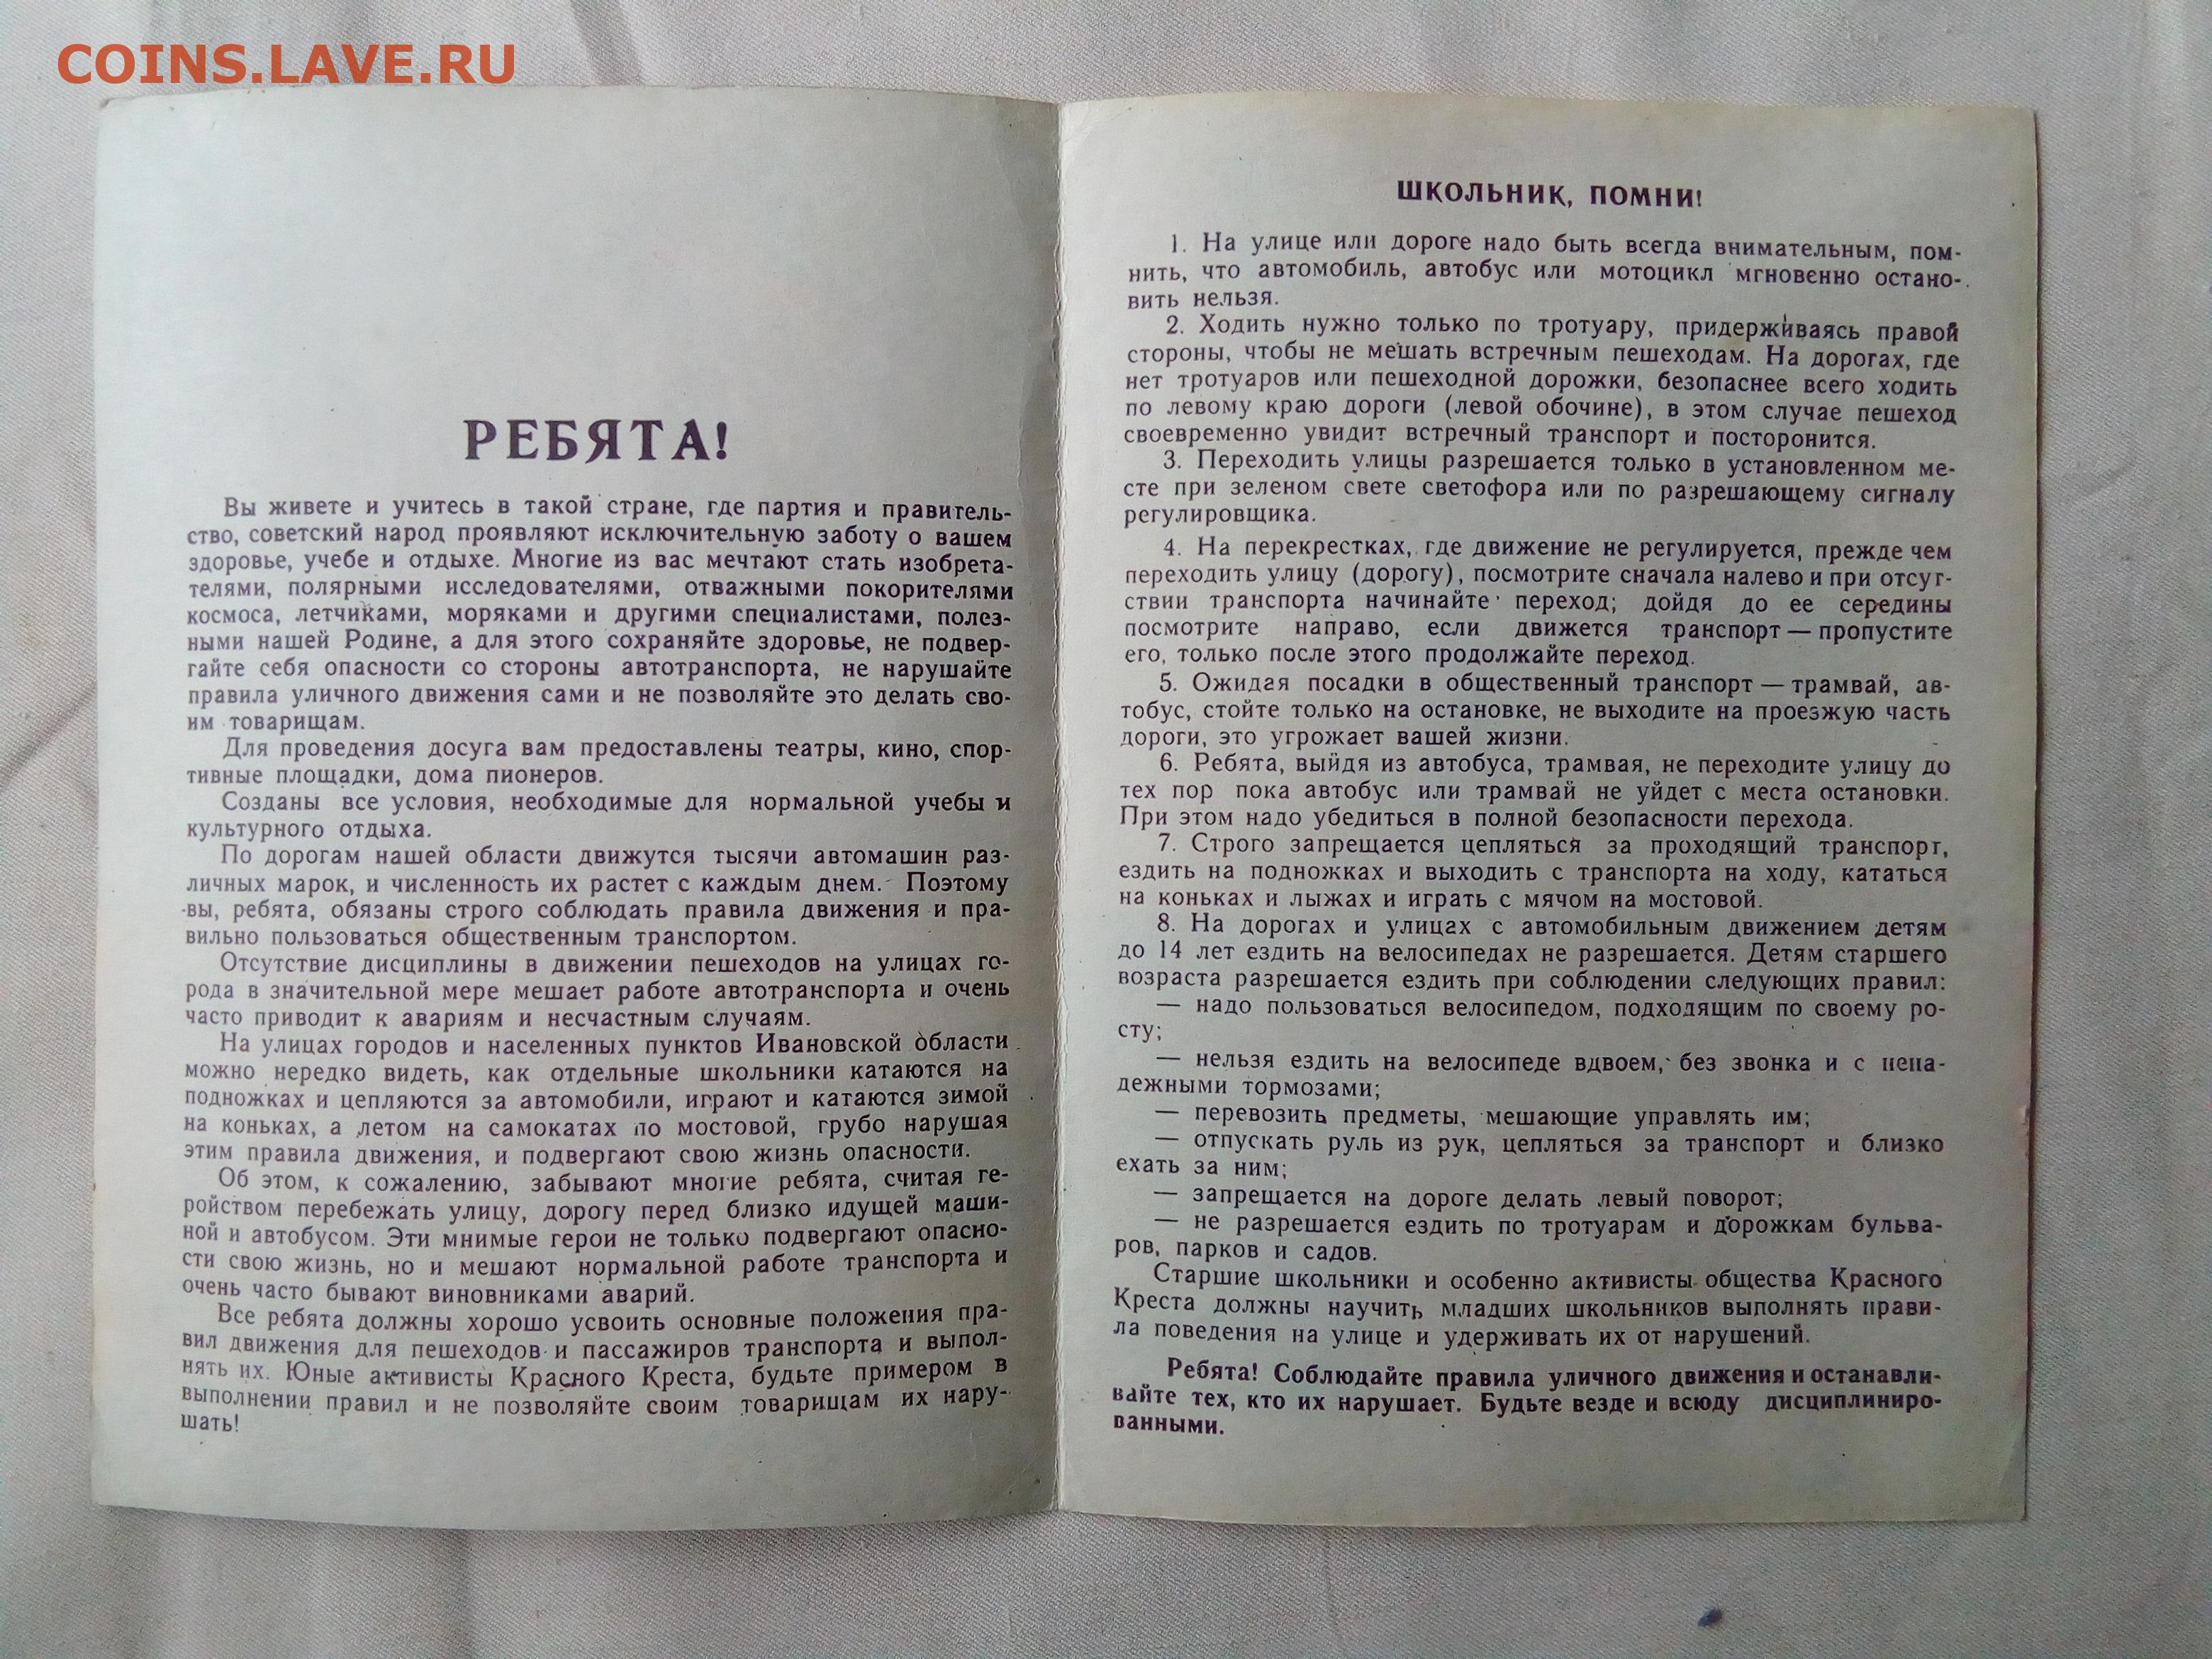 COINS.LAVE.RU
РЕБЯТА!
Вы живете и учитесь в такой стране, где партия и правитель-
ство, советский народ проявляют исключительную заботу о вашем
здоровье, учебе и отдыхе. Многие из вас мечтают стать изобрета-
телями, полярными исследователями, отважными покорителями
космоса, летчиками, моряками и другими специалистами, полез-
ными нашей Родине, а для этого сохраняйте здоровье, не подвер-
гайте себя опасности со стороны автотранспорта, не нарушайте
правила уличного движения сами и не позволяйте это делать сво-
им товарищам.
Для проведения досуга вам предоставлены театры, кино, спор-
тивные площадки, дома пионеров.
Созданы все условия, необходимые для нормальной учебы и
культурного отдыха.
По дорогам нашей области движутся тысячи автомашин раз-
личных марок, и численность их растет с каждым днем. Поэтому
вы, ребята, обязаны строго соблюдать правила движения и пра-
вильно пользоваться общественным транспортом.
Отсутствие дисциплины в движении пешеходов на улицах го-
рода в значительной мере мешает работе автотранспорта и очень
часто приводит к авариям и несчастным случаям.
На улицах городов и населенных пунктов Ивановской области
можно нередко видеть, как отдельные школьники катаются на
подножках и цепляются за автомобили, играют и катаются зимой
на коньках, а летом на самокатах по мостовой, грубо нарушая
этим правила движения, и подвергают свою жизнь опасности.
Об этом, к сожалению, забывают многие ребята, считая ге-
ройством перебежать улицу, дорогу перед близко идущей маши-
ной и автобусом. Эти мнимые герои не только подвергают опасно-
сти свою жизнь, но и мешают нормальной работе транспорта и
очень часто бывают виновниками аварий.
Все ребята должны хорошо усвоить основные положения пра-
вил движения для пешеходов и пассажиров транспорта и выпол-
нять их. Юные активисты Красного Креста, будьте примером в
выполнении правил и не позволяйте своим товарищам их нару-
шать!
ШКОЛЬНИК, ПОМНИ!
1. На улице или дороге надо быть всегда внимательным, пом-
нить, что автомобиль, автобус или мотоцикл мгновенно остано-
вить нельзя.
2. Ходить нужно только по тротуару, придерживаясь правой
стороны, чтобы не мешать встречным пешеходам. На дорогах, где
нет тротуаров или пешеходной дорожки, безопаснее всего ходить
по левому краю дороги (левой обочине), в этом случае пешеход
своевременно увидит встречный транспорт и посторонится.
3. Переходить улицы разрешается только в установленном ме-
сте при зеленом свете светофора или по разрешающему сигналу
регулировщика.
4. На перекрестках, где движение не регулируется, прежде чем
переходить улицу (дорогу), посмотрите сначала налево и при отсут-
ствии транспорта начинайте переход; дойдя до ее середины
посмотрите направо, если движется транспорт — пропустите
его, только после этого продолжайте переход.
5. Ожидая посадки в общественный транспорт — трамвай, ав-
тобус, стойте только на остановке, не выходите на проезжую часть
дороги, это угрожает вашей жизни.
6. Ребята, выйдя из автобуса, трамвая, не переходите улицу до
тех пор пока автобус или трамвай не уйдет с места остановки.
При этом надо убедиться в полной безопасности перехода.
7. Строго запрещается цепляться за проходящий транспорт,
ездить на подножках и выходить с транспорта на ходу, кататься
на коньках и лыжах и играть с мячом на мостовой.
8. На дорогах и улицах с автомобильным движением детям
до 14 лет ездить на велосипедах не разрешается. Детям старшего
возраста разрешается ездить при соблюдении следующих правил:
— надо пользоваться велосипедом, подходящим по своему ро-
сту;
— нельзя ездить на велосипеде вдвоем, без звонка и с нена-
дежными тормозами;
— перевозить предметы, мешающие управлять им;
— отпускать руль из рук, цепляться за транспорт и близко
ехать за ним;
— запрещается на дороге делать левый поворот;
— не разрешается ездить по тротуарам и дорожкам бульва-
ров, парков и садов.
Старшие школьники и особенно активисты общества Красного
Креста должны научить младших школьников выполнять прави-
ла поведения на улице и удерживать их от нарушений.
Ребята! Соблюдайте правила уличного движения и останавли-
вайте тех, кто их нарушает. Будьте везде и всюду дисциплиниро-
ванными.